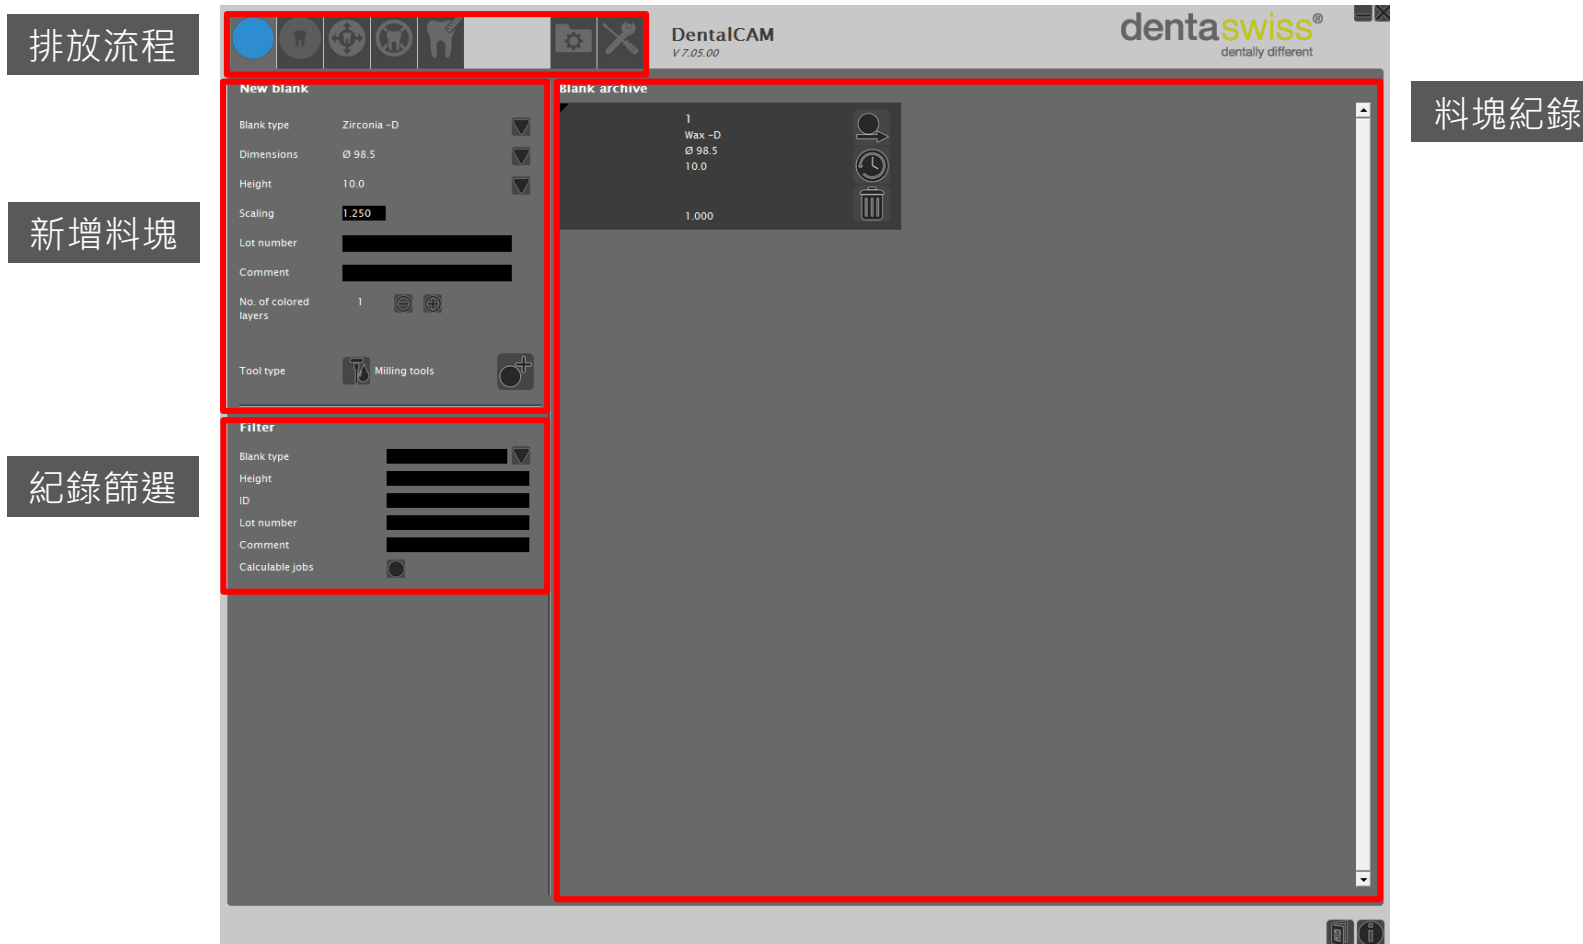 排放流程
DentalCAM
V 7.05.00
dentaswiss®
dentally different
新增料塊
New blank
Blank type Zirconia -D
Dimensions Ø 98.5
Height 10.0
Scaling 1.250
Lot number
Comment
No. of colored 1
layers
Tool type Milling tools
紀錄篩選
Filter
Blank type
Height
ID
Lot number
Comment
Calculable jobs
Blank archive
1
Wax -D
Ø 98.5
10.0
1.000
料塊紀錄